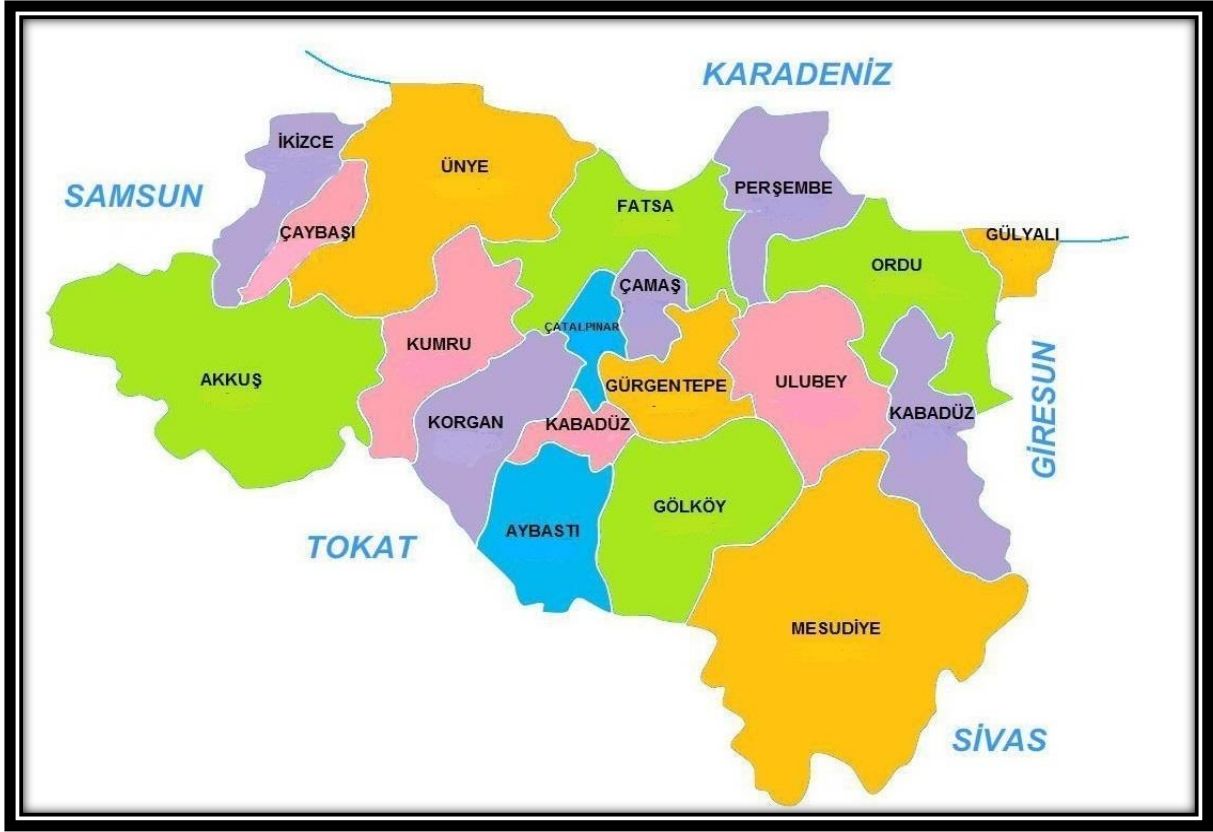 KARADENİZ
İKİZCE
ÜNYE
SAMSUN
PERŞEMBE
FATSA
ÇAYBAŞI
GÜLYALI
ORDU
ÇAMAŞ
ÇATALPINAR
KUMRU
AKKUŞ
GÜRGENTEPE
ULUBEY
GİRESUN
KORGAN
KABADÜZ
KABADÜZ
GÖLKÖY
AYBASTI
TOKAT
MESUDİYE
SİVAS